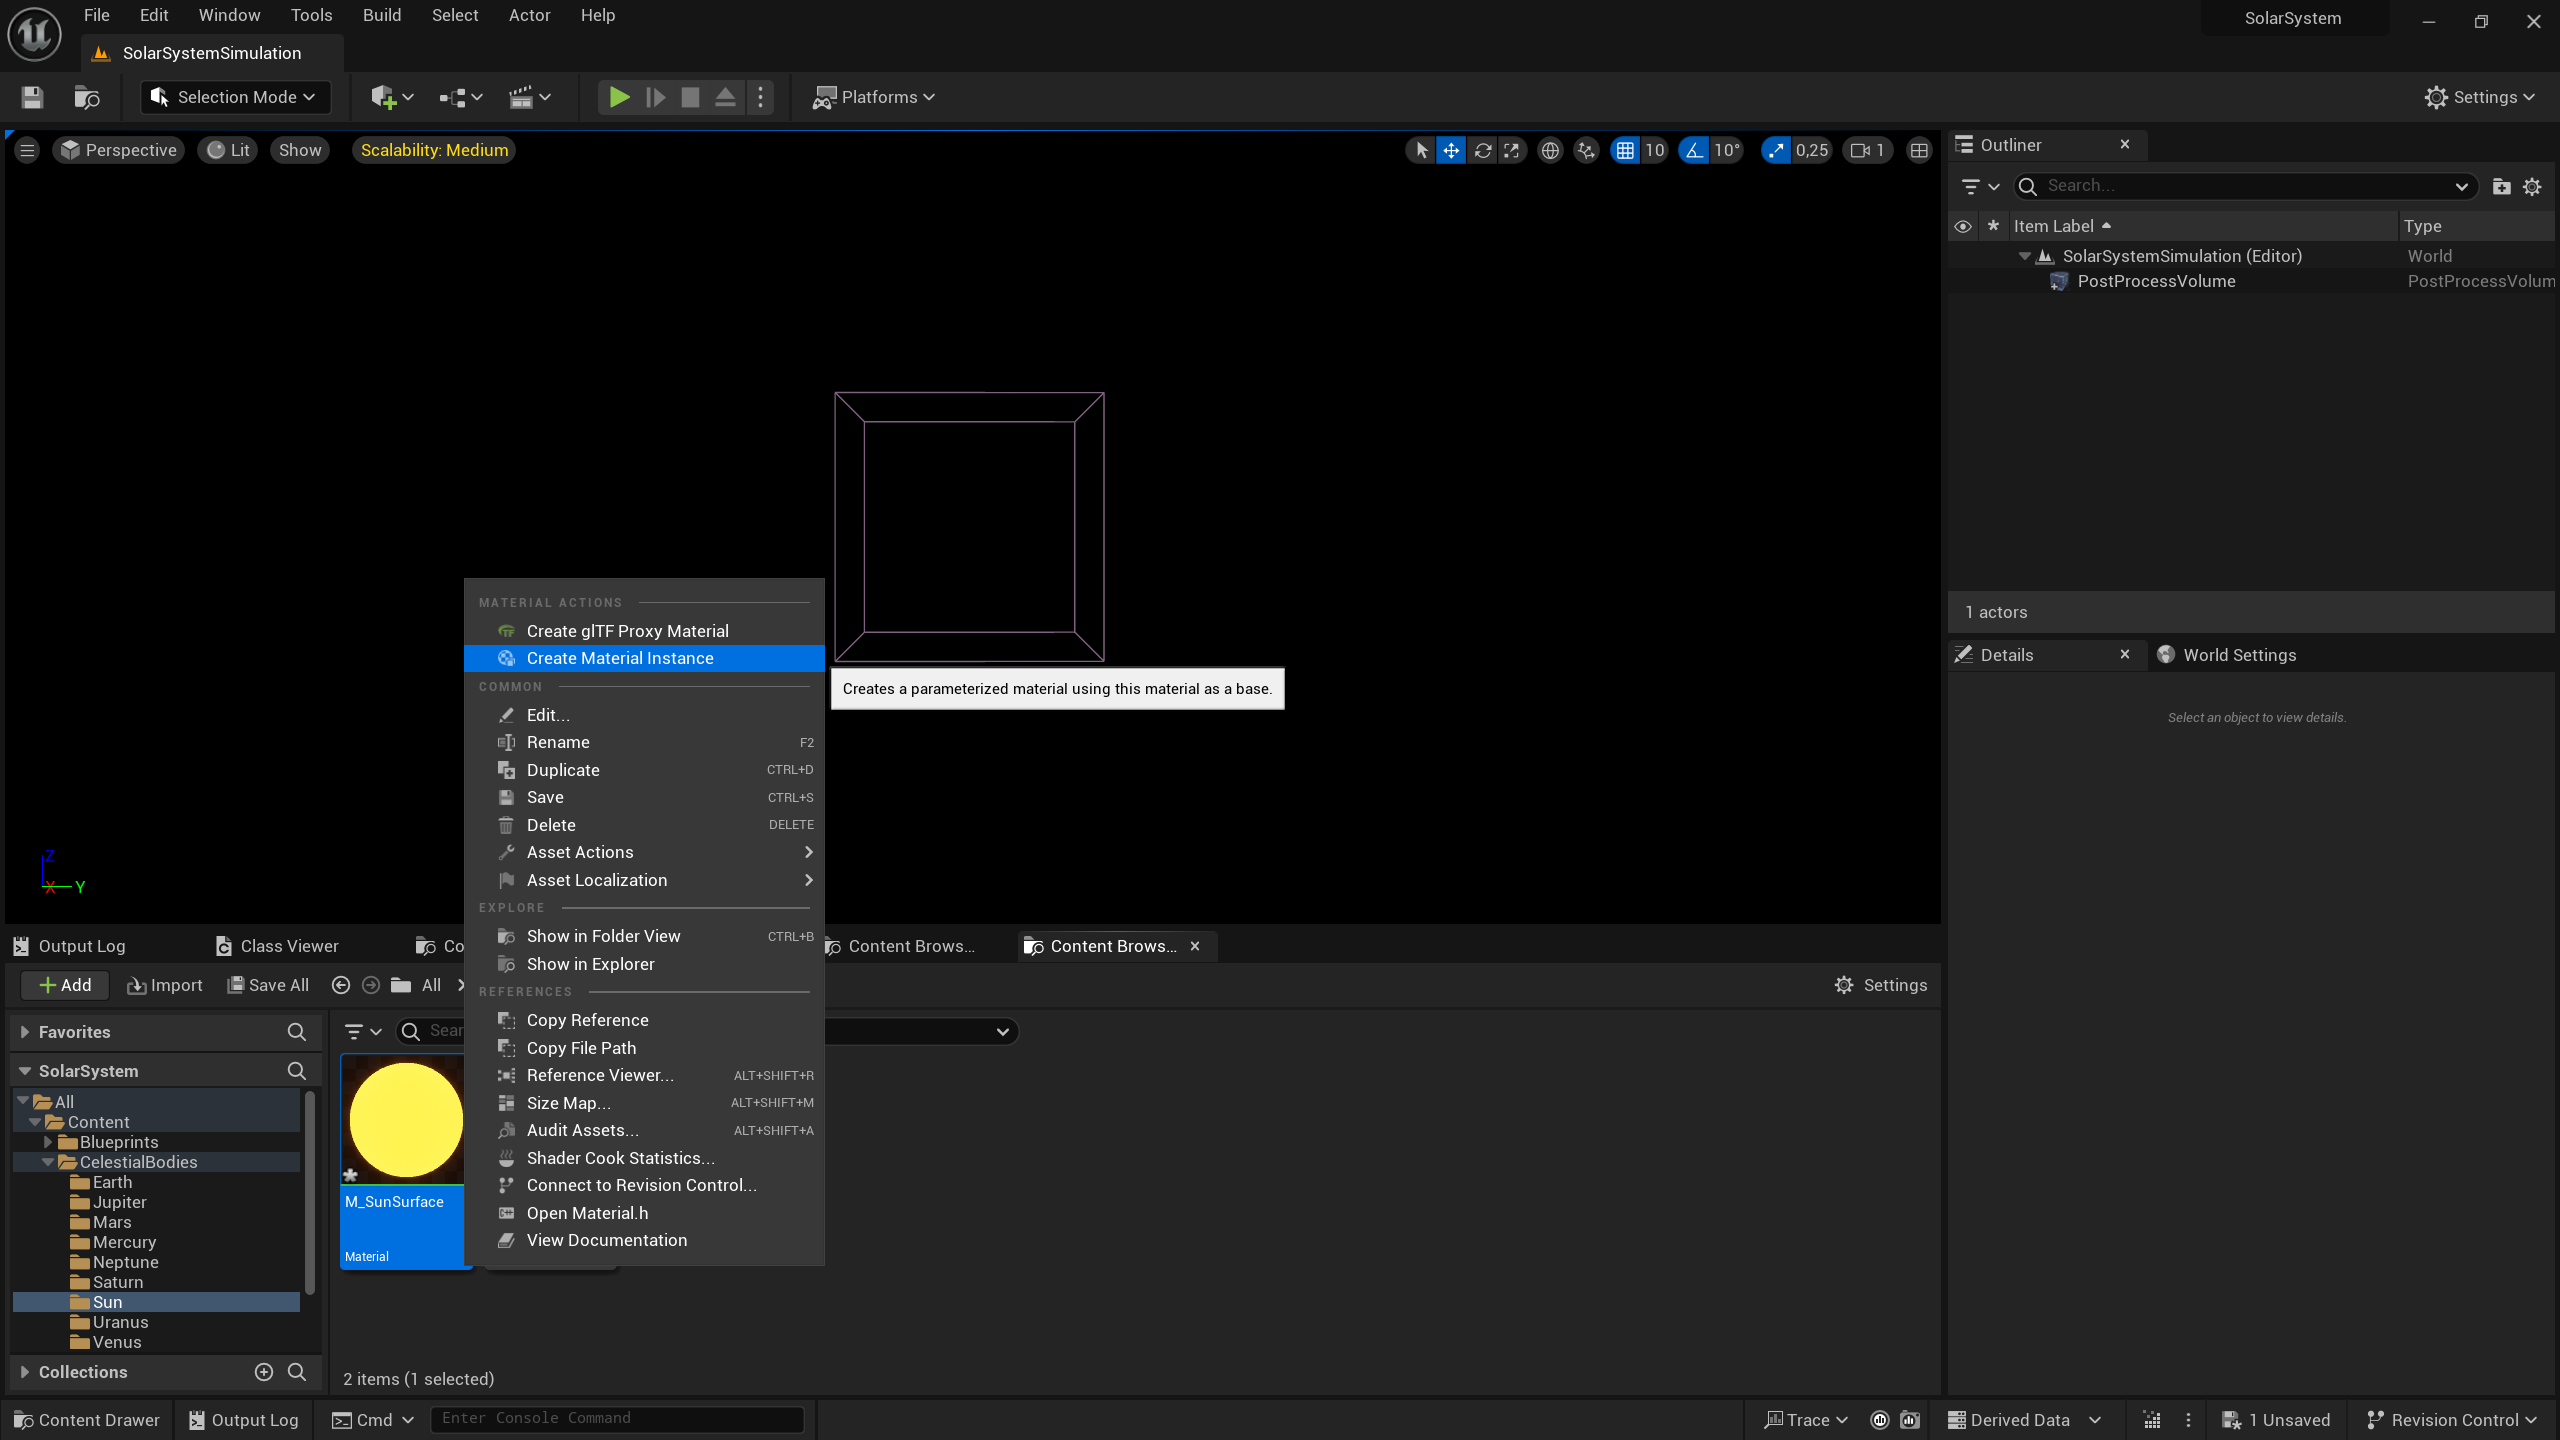 File Edit Window Tools Build Select Actor Help
SolarSystem
SolarSystemSimulation
Selection Mode
Platforms
Settings
Perspective Lit Show Scalability: Medium
10 10° 0,25 1
Outliner
Search...
Item Label Type
SolarSystemSimulation (Editor) World
PostProcessVolume PostProcessVolum
1 actors
Details World Settings
Select an object to view details.
MATERIAL ACTIONS
Create glTF Proxy Material
Create Material Instance
Creates a parameterized material using this material as a base.
COMMON
Edit...
Rename F2
Duplicate CTRL+D
Save CTRL+S
Delete DELETE
Asset Actions
Asset Localization
EXPLORE
Show in Folder View CTRL+B
Show in Explorer
REFERENCES
Copy Reference
Copy File Path
Reference Viewer... ALT+SHIFT+R
Size Map... ALT+SHIFT+M
Audit Assets... ALT+SHIFT+A
Shader Cook Statistics...
Connect to Revision Control...
Open Material.h
View Documentation
Z
X Y
Output Log Class Viewer Co Content Brows... Content Brows...
Add Import Save All All
Settings
Favorites
Sear
SolarSystem
All
Content
Blueprints
CelestialBodies
Earth
Jupiter
Mars
Mercury
Neptune
Saturn
Sun
Uranus
Venus
Collections
M_SunSurface
Material
2 items (1 selected)
Content Drawer Output Log Cmd Enter Console Command
Trace Derived Data 1 Unsaved Revision Control